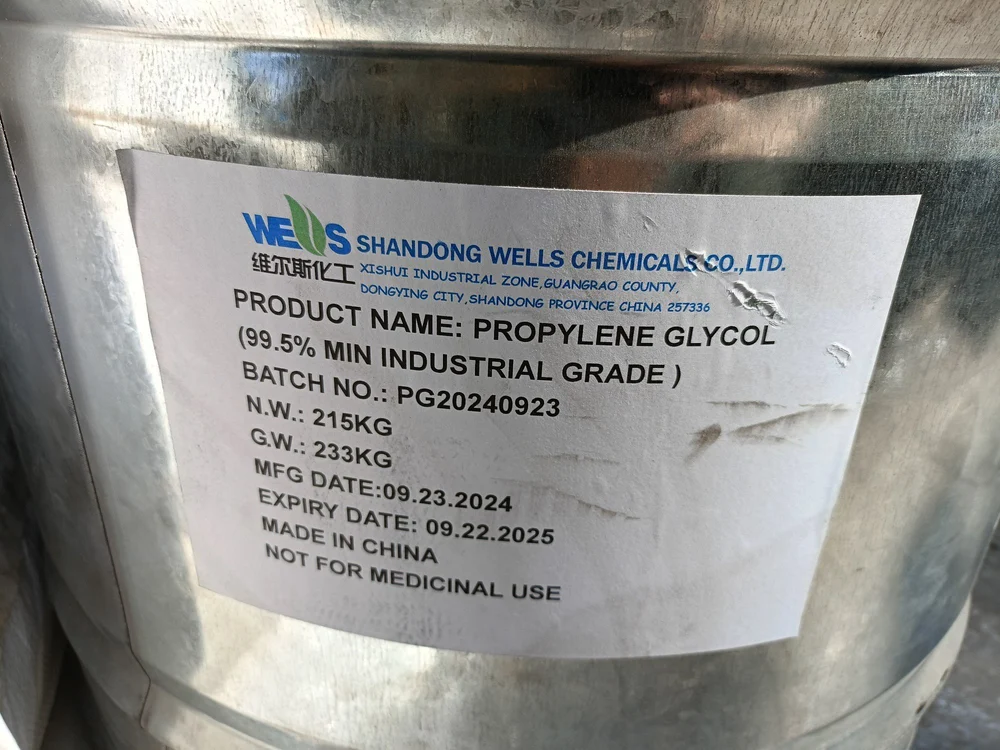 WELLS SHANDONG WELLS CHEMICALS CO.,LTD.
维尔斯化工 XISHUI INDUSTRIAL ZONE,GUANGRAO COUNTY,
DONGYING CITY,SHANDONG PROVINCE CHINA 257336
PRODUCT NAME: PROPYLENE GLYCOL
(99.5% MIN INDUSTRIAL GRADE )
BATCH NO.: PG20240923
N.W.: 215KG
G.W.: 233KG
MFG DATE:09.23.2024
EXPIRY DATE: 09.22.2025
MADE IN CHINA
NOT FOR MEDICINAL USE